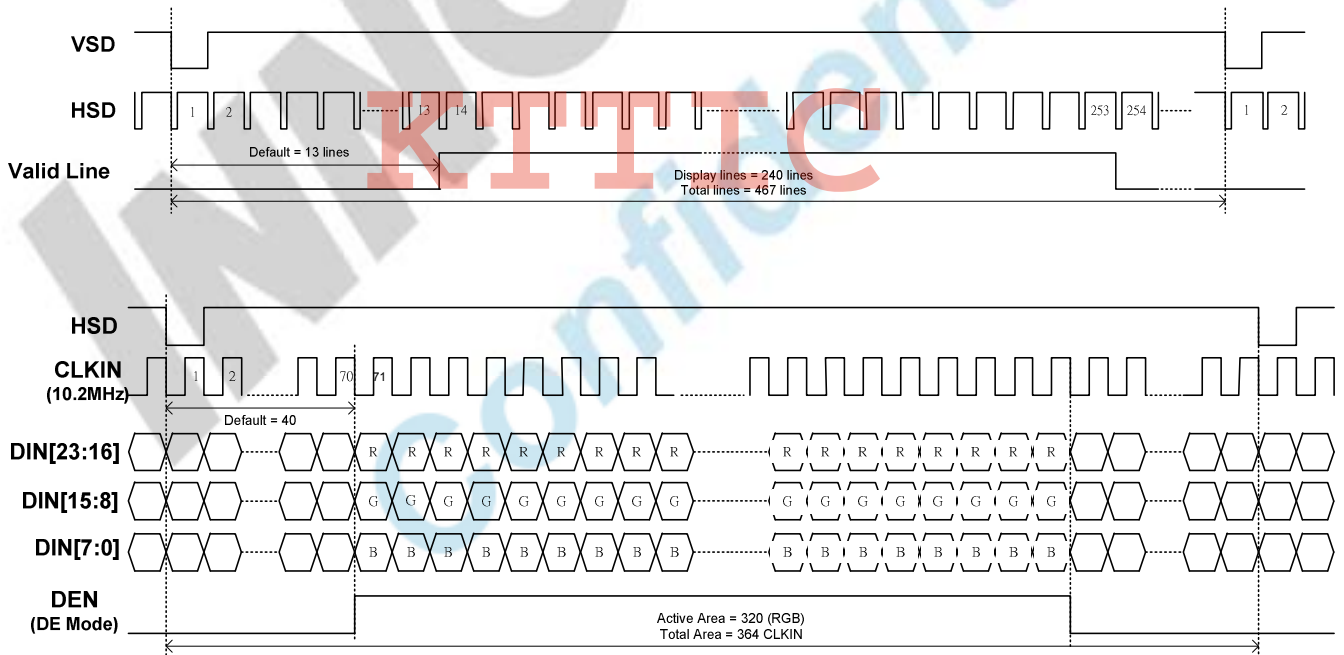 VSD
HSD
1 2 13 14 253 254 1 2
Default = 13 lines
Valid Line
Display lines = 240 lines
Total lines = 467 lines
KTTIC
Confident
HSD
CLKIN
(10.2MHz)
1 2 70 71
Default = 40
DIN[23:16]
R R R R R R R R R R R R R R R R R
DIN[15:8]
G G G G G G G G G G G G G G G G G
DIN[7:0]
B B B B B B B B B B B B B B B B B
DEN
(DE Mode)
Active Area = 320 (RGB)
Total Area = 364 CLKIN